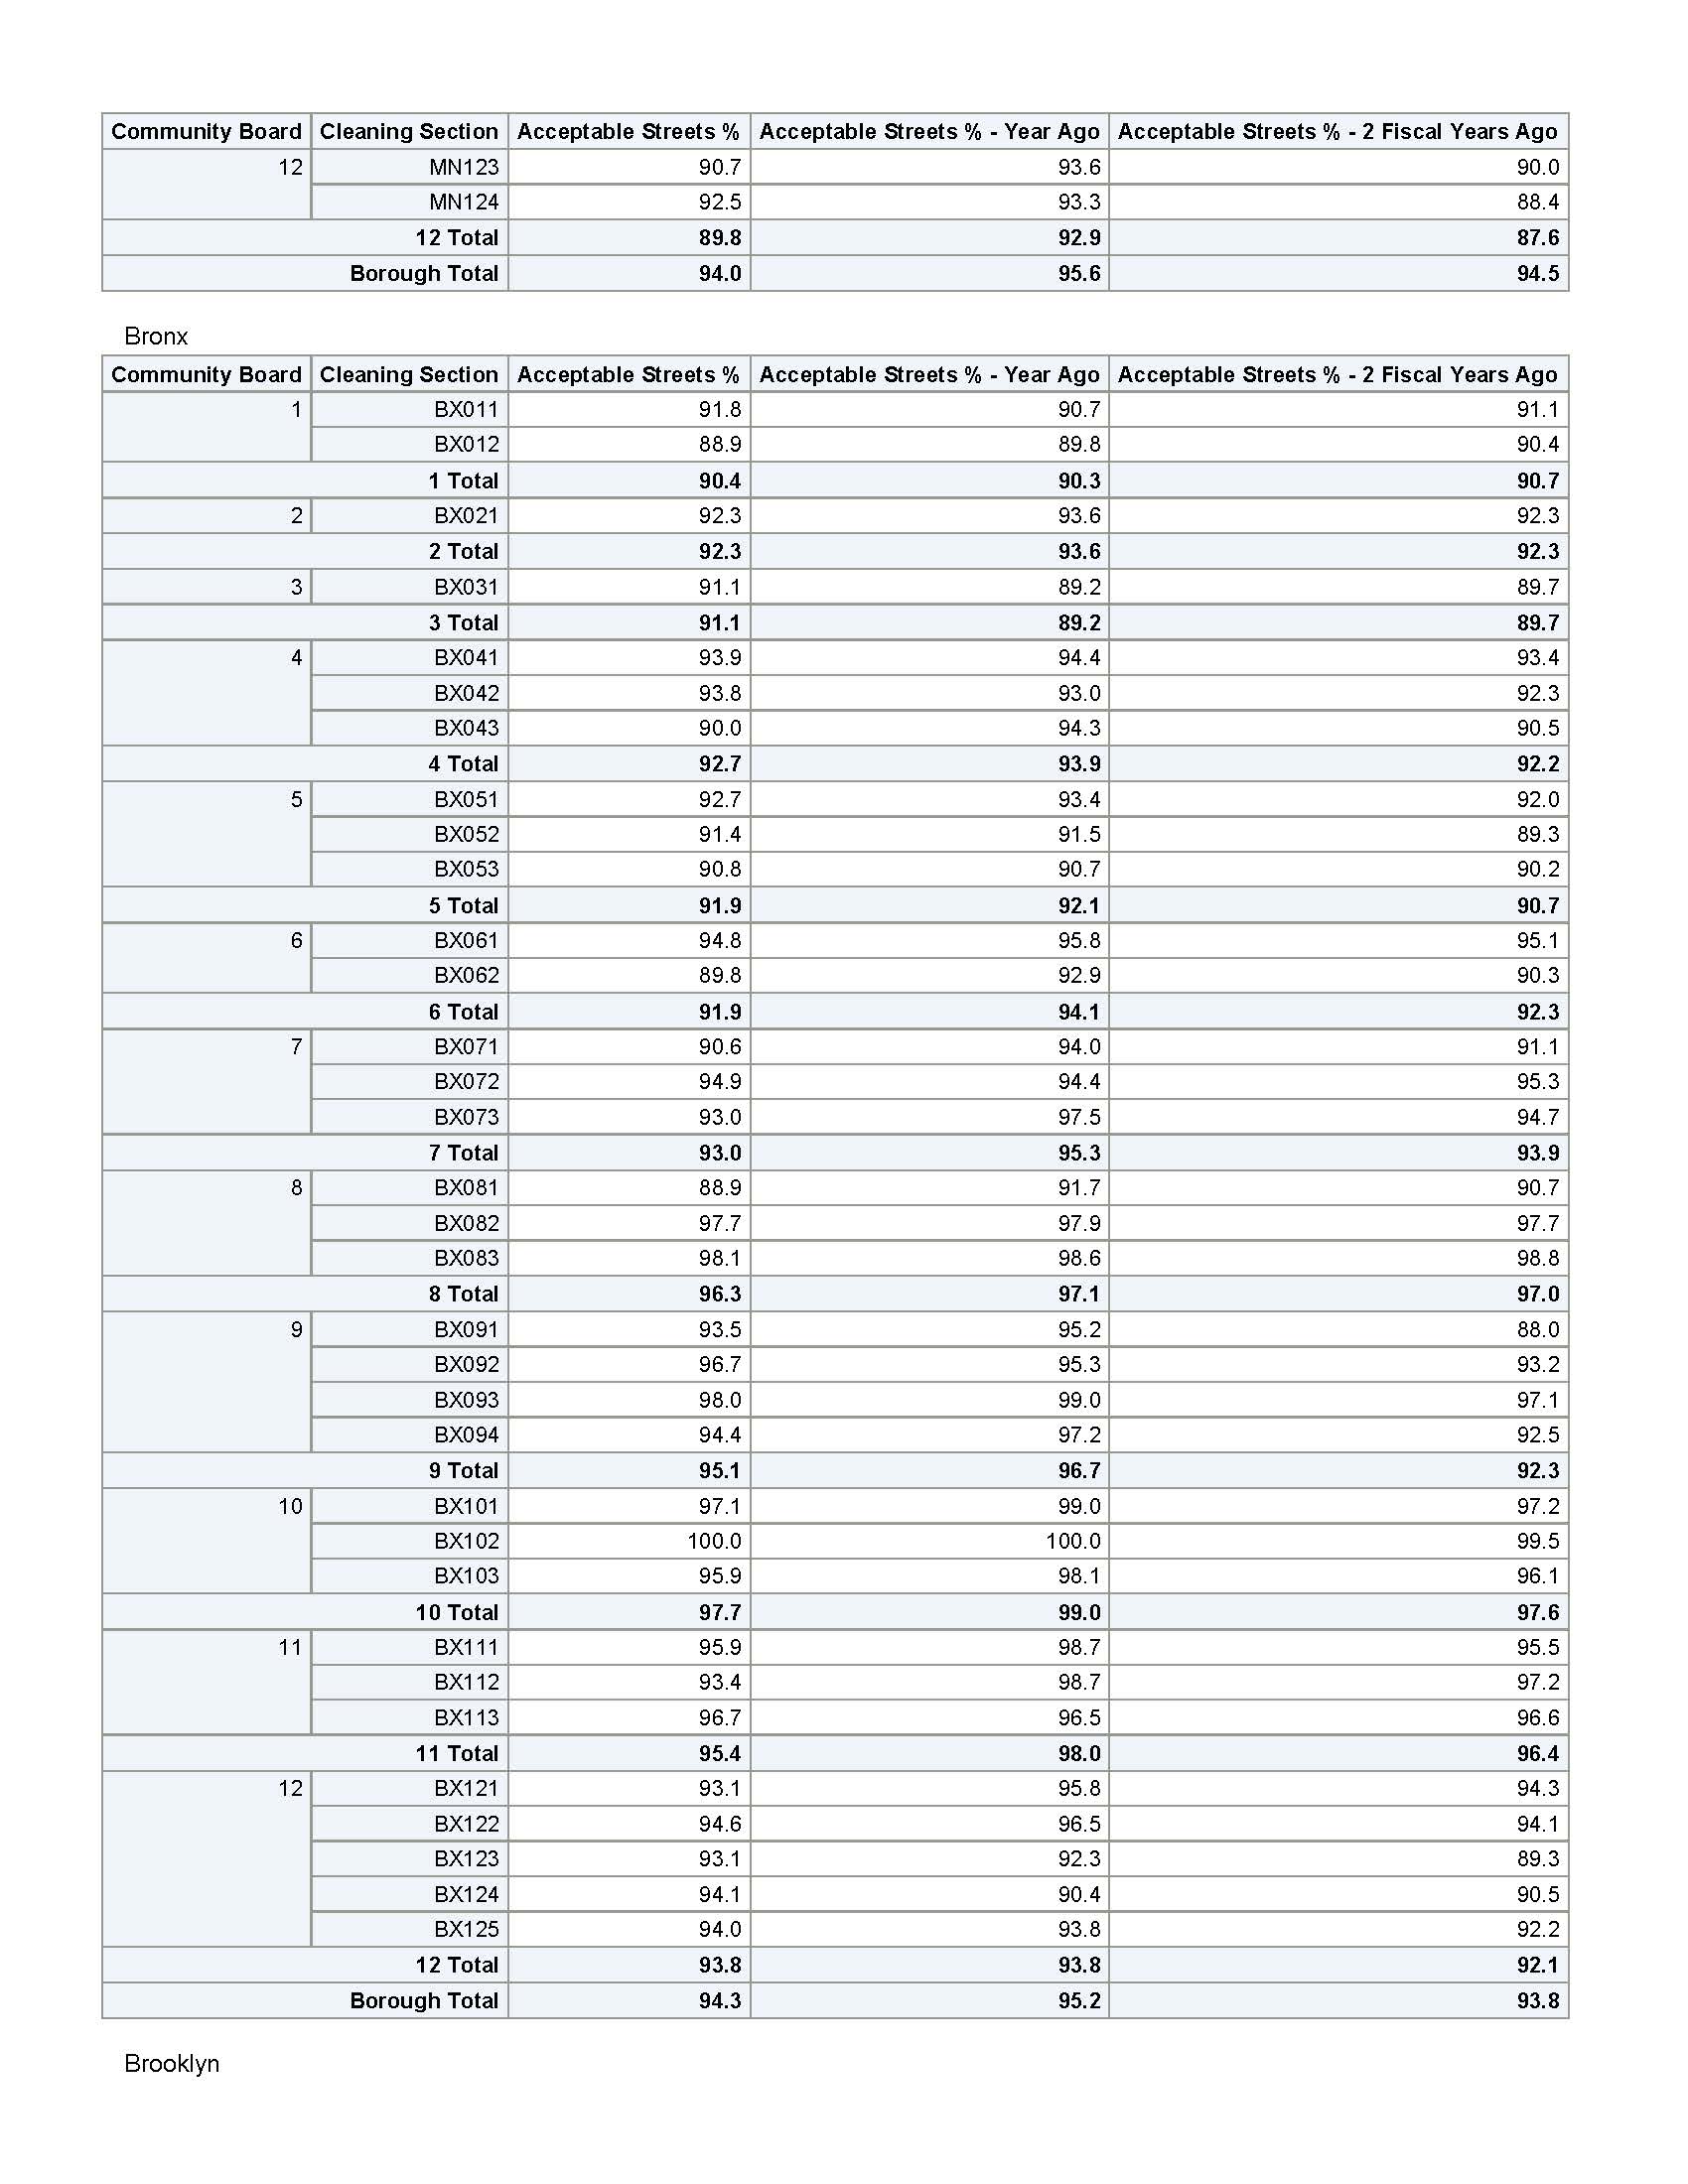 Community Board Cleaning Section Acceptable Streets % Acceptable Streets % - Year Ago Acceptable Streets % - 2 Fiscal Years Ago
12 MN123 90.7 93.6 90.0
MN124 92.5 93.3 88.4
12 Total 89.8 92.9 87.6
Borough Total 94.0 95.6 94.5
Bronx
Community Board Cleaning Section Acceptable Streets % Acceptable Streets % - Year Ago Acceptable Streets % - 2 Fiscal Years Ago
1 BX011 91.8 90.7 91.1
BX012 88.9 89.8 90.4
1 Total 90.4 90.3 90.7
2 BX021 92.3 93.6 92.3
2 Total 92.3 93.6 92.3
3 BX031 91.1 89.2 89.7
3 Total 91.1 89.2 89.7
4 BX041 93.9 94.4 93.4
BX042 93.8 93.0 92.3
BX043 90.0 94.3 90.5
4 Total 92.7 93.9 92.2
5 BX051 92.7 93.4 92.0
BX052 91.4 91.5 89.3
BX053 90.8 90.7 90.2
5 Total 91.9 92.1 90.7
6 BX061 94.8 95.8 95.1
BX062 89.8 92.9 90.3
6 Total 91.9 94.1 92.3
7 BX071 90.6 94.0 91.1
BX072 94.9 94.4 95.3
BX073 93.0 97.5 94.7
7 Total 93.0 95.3 93.9
8 BX081 88.9 91.7 90.7
BX082 97.7 97.9 97.7
BX083 98.1 98.6 98.8
8 Total 96.3 97.1 97.0
9 BX091 93.5 95.2 88.0
BX092 96.7 95.3 93.2
BX093 98.0 99.0 97.1
BX094 94.4 97.2 92.5
9 Total 95.1 96.7 92.3
10 BX101 97.1 99.0 97.2
BX102 100.0 100.0 99.5
BX103 95.9 98.1 96.1
10 Total 97.7 99.0 97.6
11 BX111 95.9 98.7 95.5
BX112 93.4 98.7 97.2
BX113 96.7 96.5 96.6
11 Total 95.4 98.0 96.4
12 BX121 93.1 95.8 94.3
BX122 94.6 96.5 94.1
BX123 93.1 92.3 89.3
BX124 94.1 90.4 90.5
BX125 94.0 93.8 92.2
12 Total 93.8 93.8 92.1
Borough Total 94.3 95.2 93.8
Brooklyn